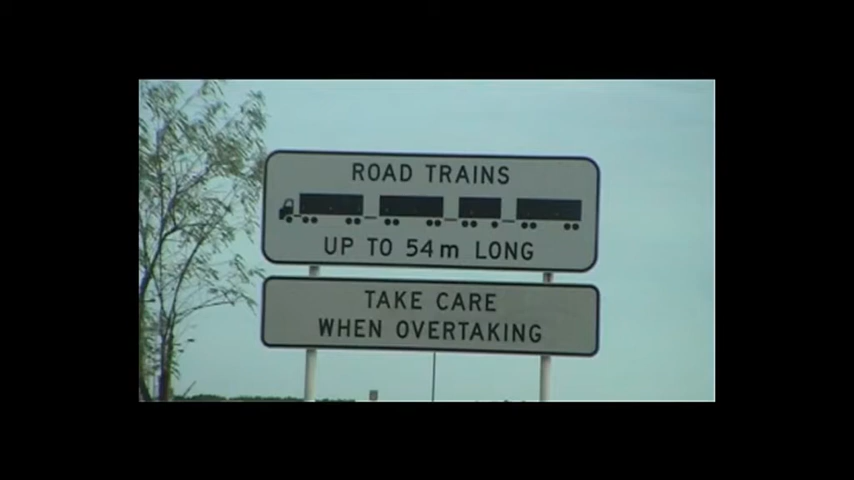 ROAD TRAINS
UP TO 54m LONG
TAKE CARE
WHEN OVERTAKING